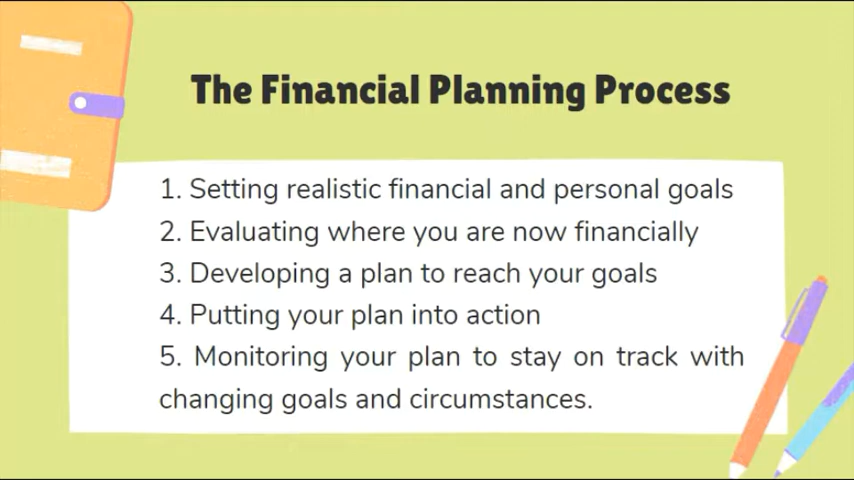 The Financial Planning Process
1. Setting realistic financial and personal goals
2. Evaluating where you are now financially
3. Developing a plan to reach your goals
4. Putting your plan into action
5. Monitoring your plan to stay on track with
changing goals and circumstances.